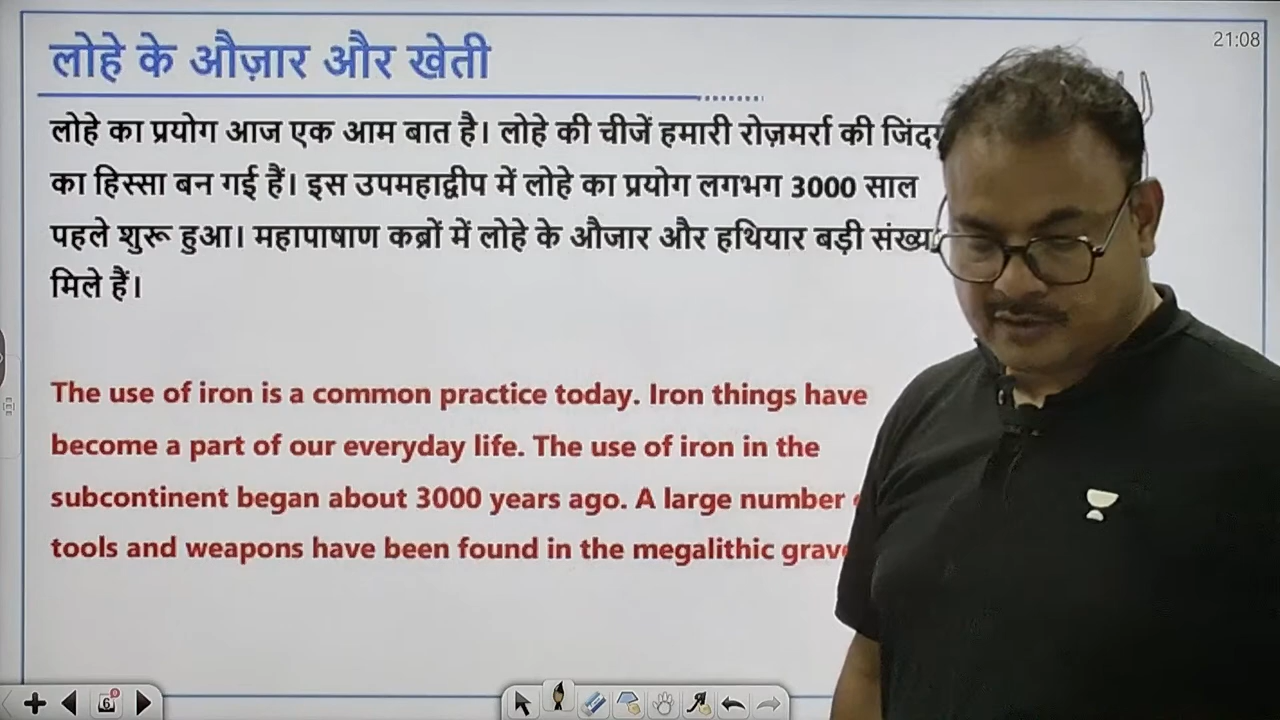 लोहे के औज़ार और खेती
21:08
लोहे का प्रयोग आज एक आम बात है। लोहे की चीजें हमारी रोज़मर्रा की
का हिस्सा बन गई हैं। इस उपमहाद्वीप में लोहे का प्रयोग लगभग 3000 साल
पहले शुरू हुआ। महापाषाण कब्रों में लोहे के औजार और हथियार बड़ी
मिले हैं।
The use of iron is a common practice today. Iron things have
become a part of our everyday life. The use of iron in the
subcontinent began about 3000 years ago. A large number
tools and weapons have been found in the megalithic
6